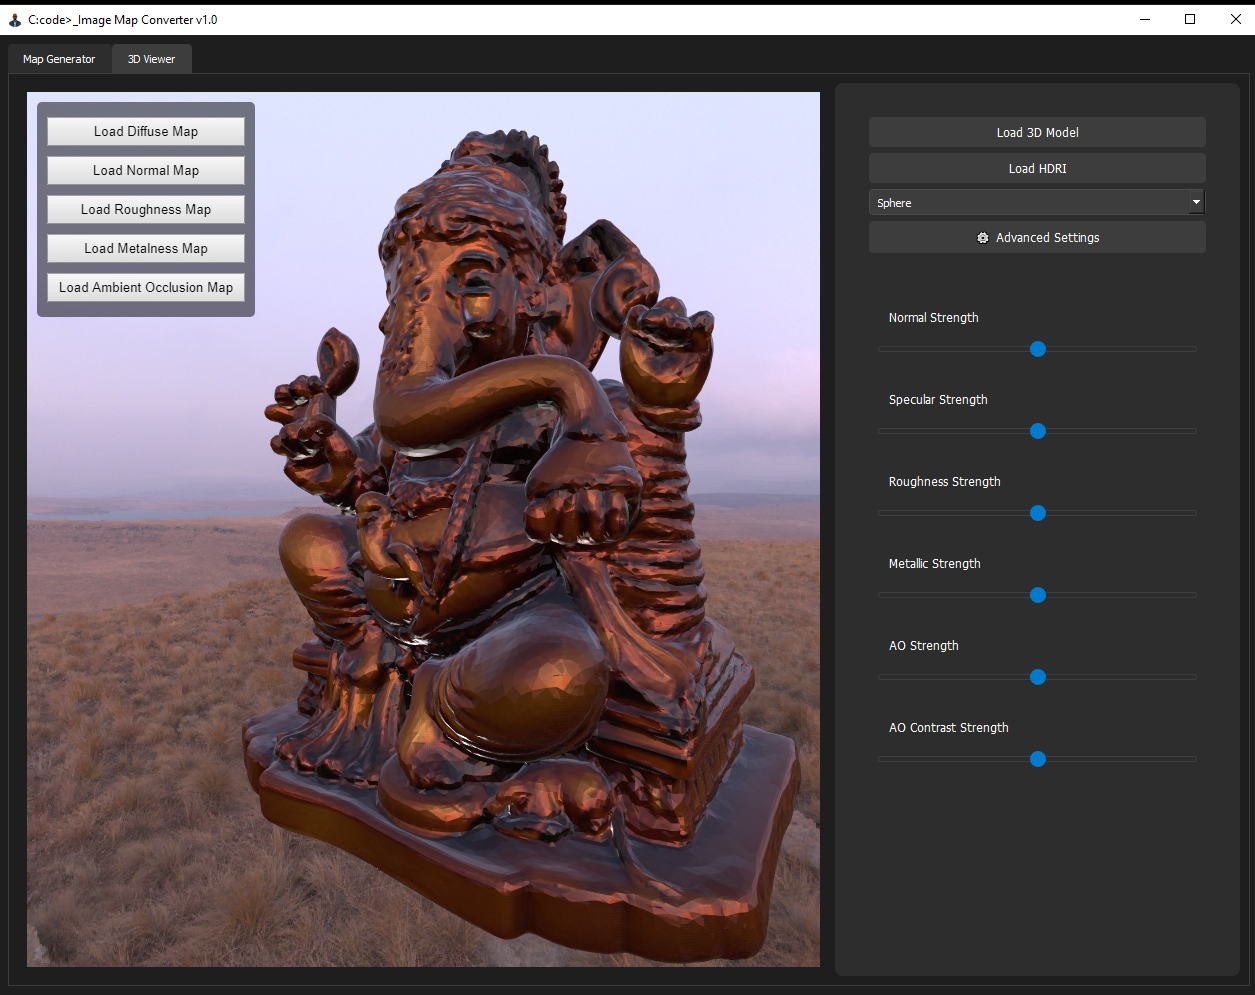 C:code>_Image Map Converter v1.0
Map Generator
3D Viewer
Load Diffuse Map
Load Normal Map
Load Roughness Map
Load Metalness Map
Load Ambient Occlusion Map
Load 3D Model
Load HDRI
Sphere
Advanced Settings
Normal Strength
Specular Strength
Roughness Strength
Metallic Strength
AO Strength
AO Contrast Strength